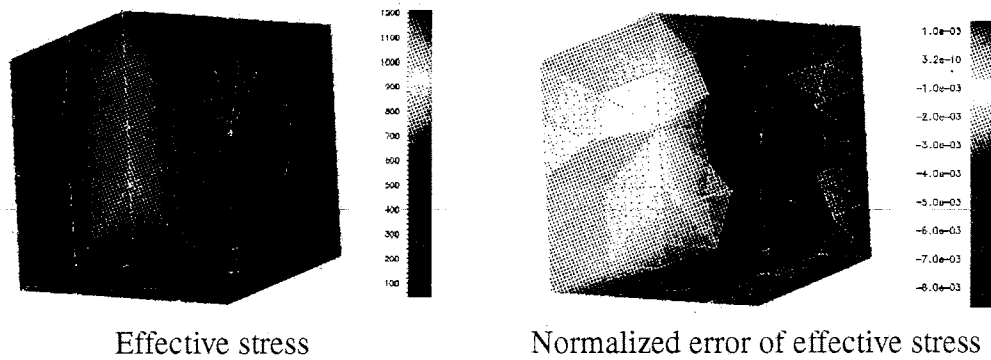 1500
1100
1000
900
800
700
600
500
400
300
200
100
Effective stress
1.0e-03
3.2e-10
-1.0e-03
-2.0e-03
-3.0e-03
-4.0e-03
-5.0e-03
-6.0e-03
-7.0e-03
-8.0e-03
Normalized error of effective stress